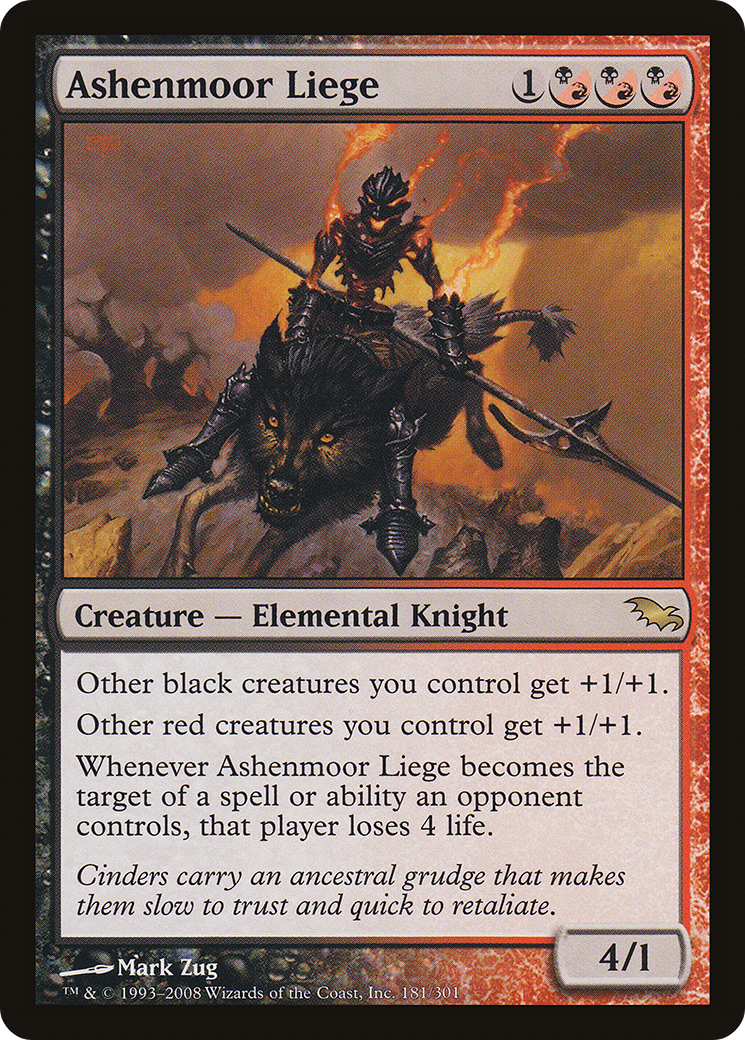 Ashenmoor Liege 1
Creature — Elemental Knight
Other black creatures you control get +1/+1.
Other red creatures you control get +1/+1.
Whenever Ashenmoor Liege becomes the
target of a spell or ability an opponent
controls, that player loses 4 life.
Cinders carry an ancestral grudge that makes
them slow to trust and quick to retaliate.
4/1
Mark Zug
™ & © 1993–2008 Wizards of the Coast, Inc. 181/301